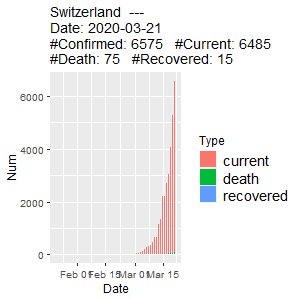 Switzerland ---
Date: 2020-03-21
#Confirmed: 6575 #Current: 6485
#Death: 75 #Recovered: 15
6000
4000
2000
0
Num
Feb 01 Feb 15 Mar 01 Mar 15
Date
Type
current
death
recovered